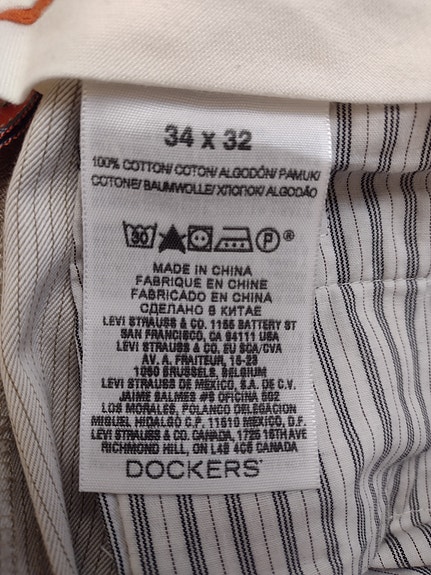 34 x 32
100% COTTON/ COTON/ ALGODÓN/ PAMUK/
COTONE/ BAUMWOLLE/ ХЛОПОК/ ALGODÃO
30 P ®
MADE IN CHINA
FABRIQUE EN CHINE
FABRICADO EN CHINA
СДЕЛАНО В КИТАЕ
LEVI STRAUSS & CO. 1155 BATTERY ST
SAN FRANCISCO, CA 94111 USA
LEVI STRAUSS & CO. EU SCA/CVA
AV. A. FRAITEUR, 15-23
1050 BRUSSELS, BELGIUM
LEVI STRAUSS DE MEXICO, S.A. DE C.V.
JAIME BALMES #8 OFICINA 602
LOS MORALES, POLANCO DELEGACION
MIGUEL HIDALGO C.P. 11510 MEXICO, D.F.
LEVI STRAUSS & CO. CANADA, 1725 16TH AVE
RICHMOND HILL, ON L4B 4C6 CANADA
DOCKERS